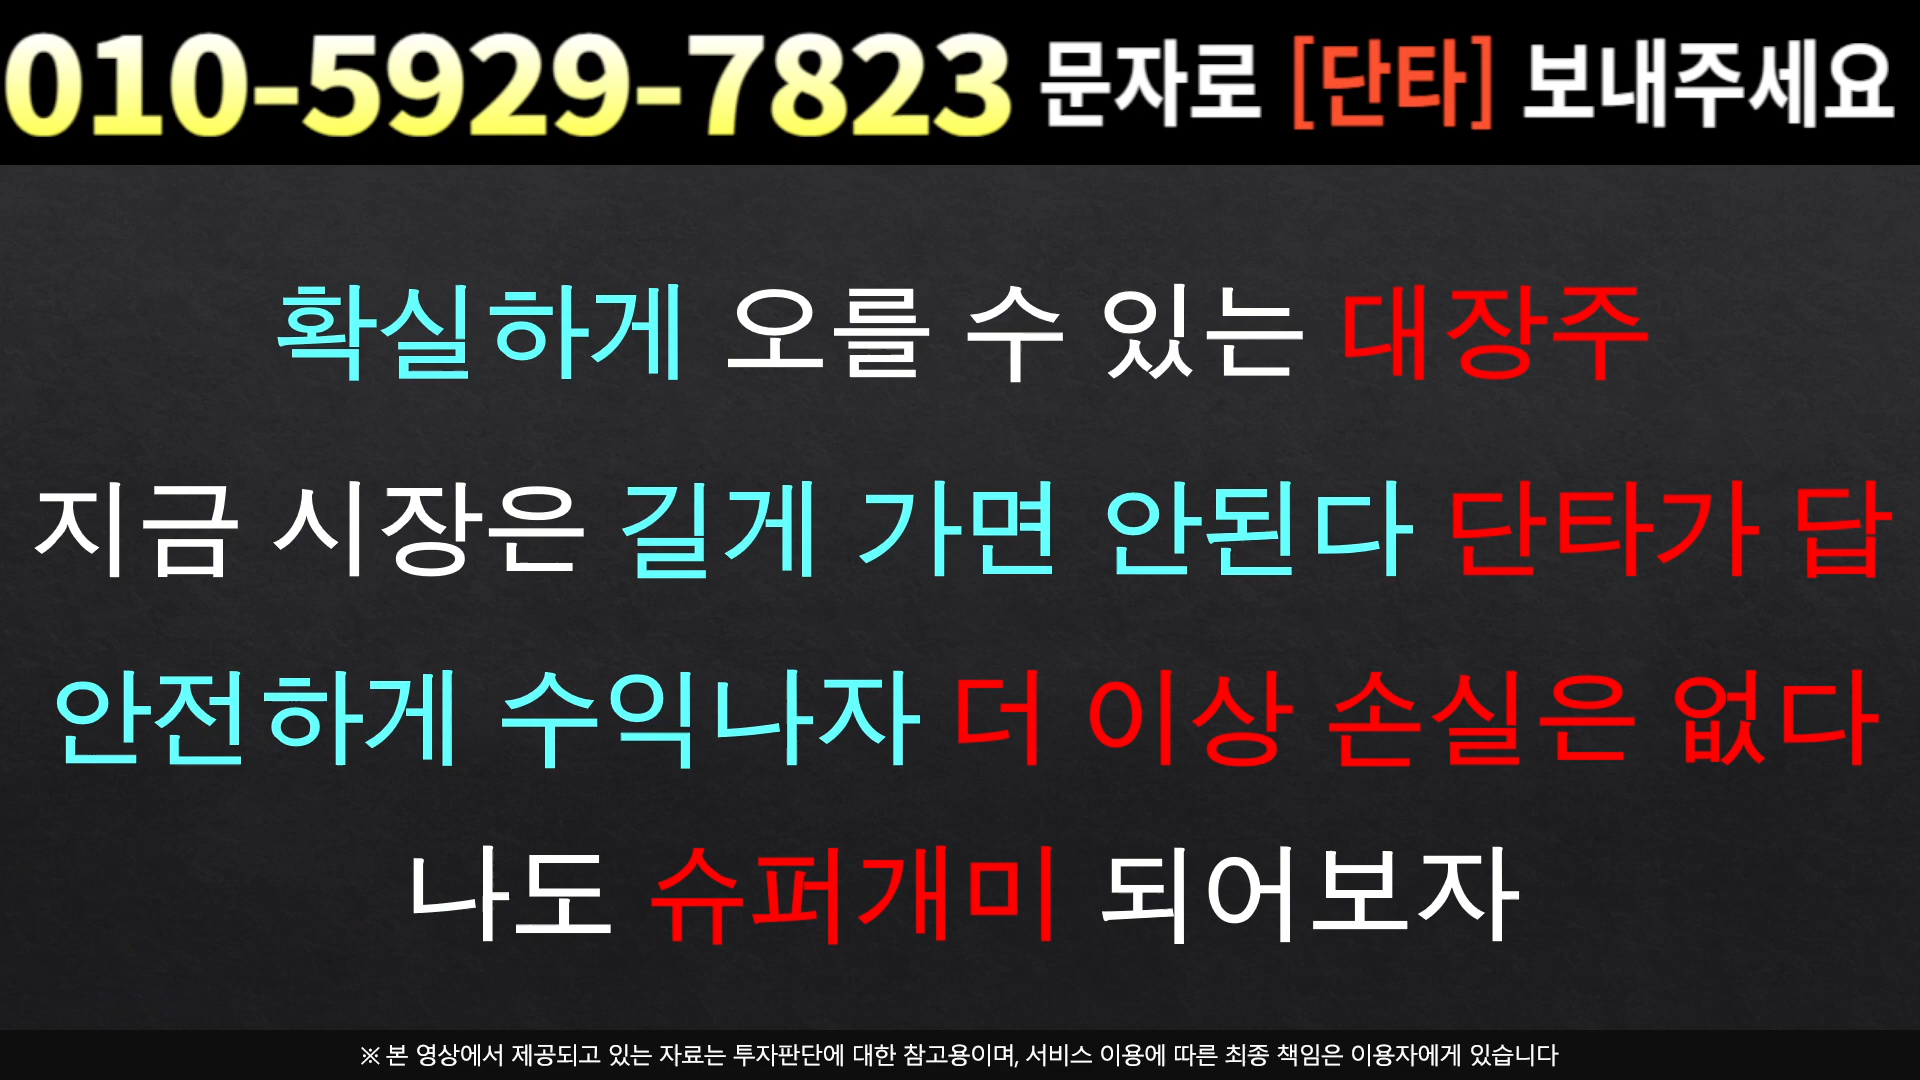 010-5929-7823 문자로 [단타] 보내주세요
확실하게 오를 수 있는 대장주
지금 시장은 길게 가면 안된다 단타가 답
안전하게 수익나자 더 이상 손실은 없다
나도 슈퍼개미 되어보자
※ 본 영상에서 제공되고 있는 자료는 투자판단에 대한 참고용이며, 서비스 이용에 따른 최종 책임은 이용자에게 있습니다